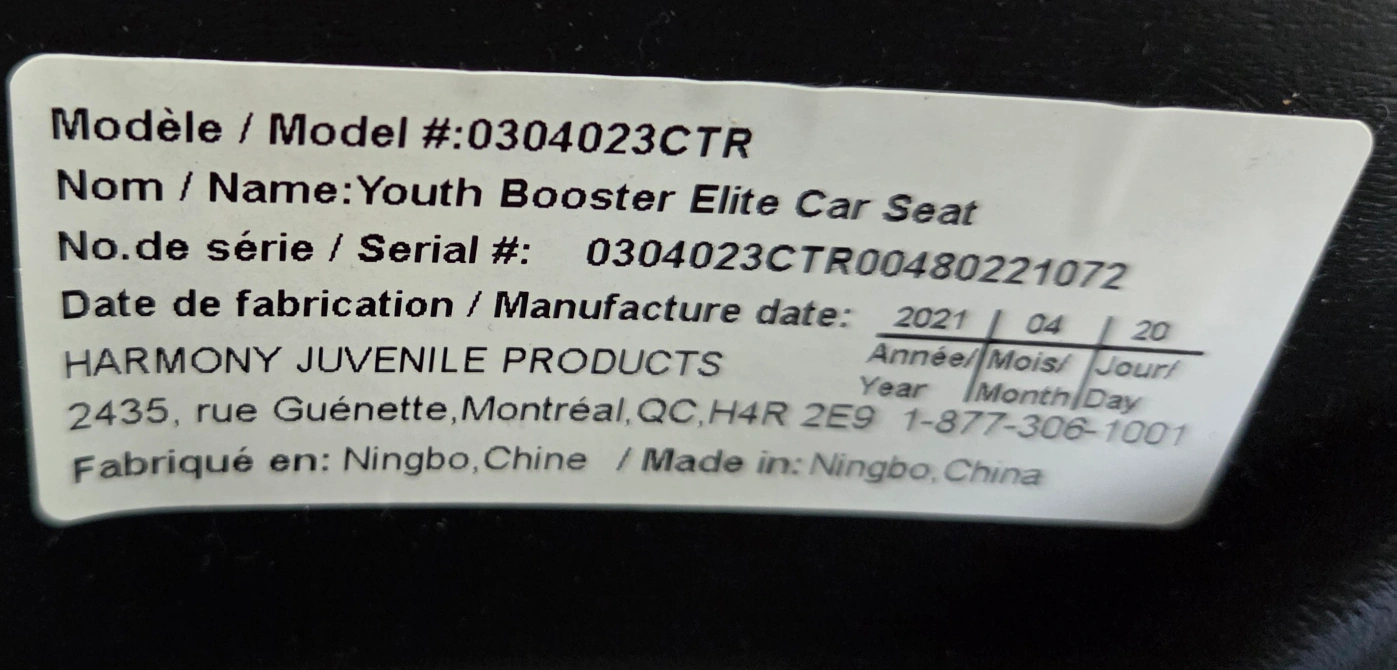 Modèle / Model #:0304023CTR
Nom / Name:Youth Booster Elite Car Seat
No.de série / Serial #: 0304023CTR00480221072
Date de fabrication / Manufacture date: 2021 / 04 / 20
HARMONY JUVENILE PRODUCTS Année/ Mois/ Jour/
Year /Month/Day
2435, rue Guénette,Montréal,QC,H4R 2E9 1-877-306-1001
Fabriqué en: Ningbo,Chine / Made in: Ningbo,China